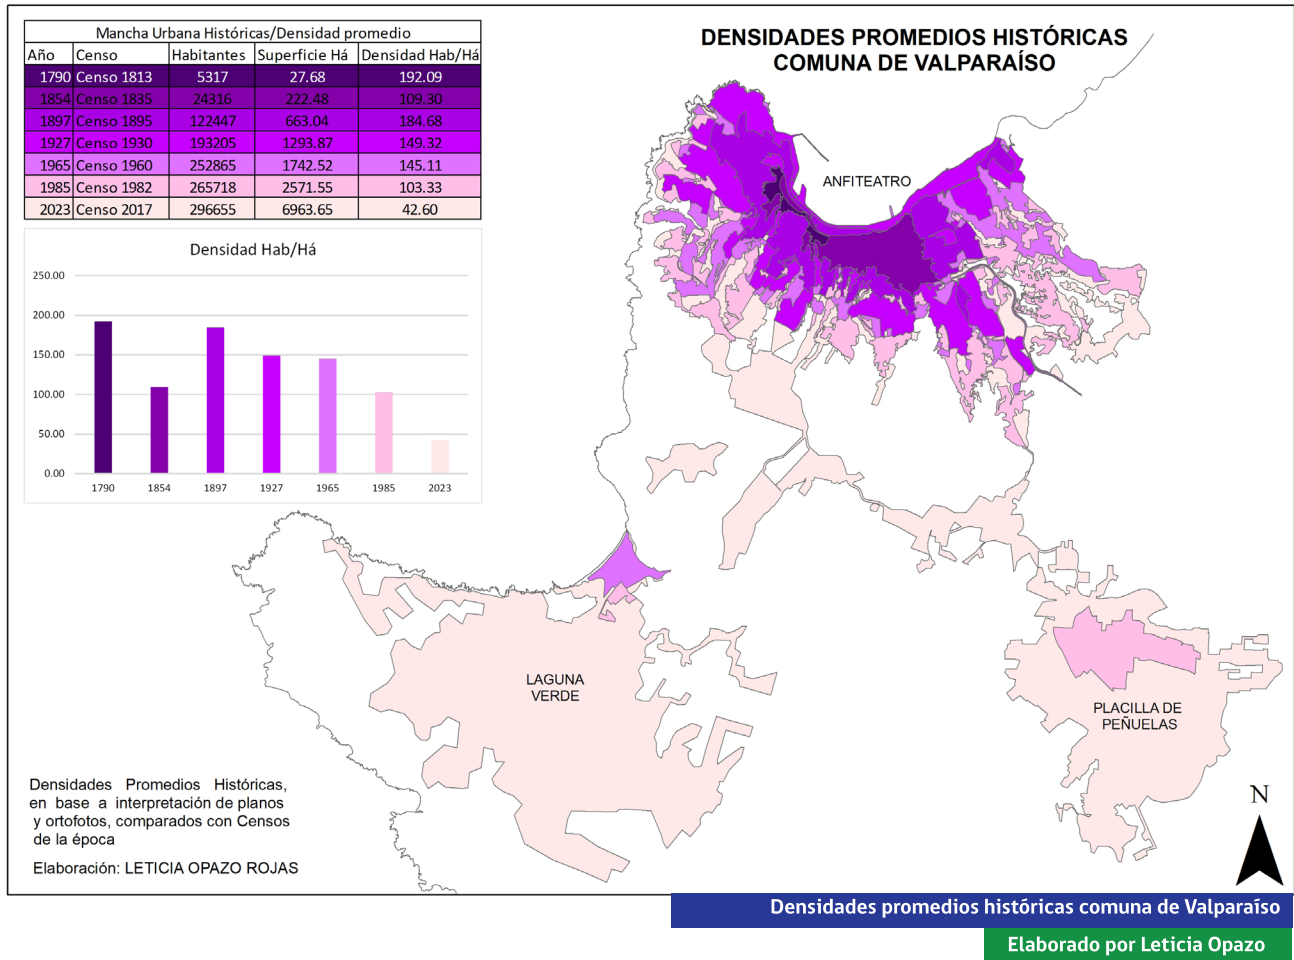 Mancha Urbana Históricas/Densidad promedio
Año Censo Habitantes Superficie Há Densidad Hab/Há
1790 Censo 1813 5317 27.68 192.09
1854 Censo 1835 24316 222.48 109.30
1897 Censo 1895 122447 663.04 184.68
1927 Censo 1930 193205 1293.87 149.32
1965 Censo 1960 252865 1742.52 145.11
1985 Censo 1982 265718 2571.55 103.33
2023 Censo 2017 296655 6963.65 42.60
DENSIDADES PROMEDIOS HISTÓRICAS
COMUNA DE VALPARAÍSO
Densidad Hab/Há
250.00
200.00
150.00
100.00
50.00
0.00
1790 1854 1897 1927 1965 1985 2023
ANFITEATRO
LAGUNA
VERDE
PLACILLA DE
PEÑUELAS
Densidades Promedios Históricas,
en base a interpretación de planos
y ortofotos, comparados con Censos
de la época
Elaboración: LETICIA OPAZO ROJAS
N
Densidades promedios históricas comuna de Valparaíso
Elaborado por Leticia Opazo